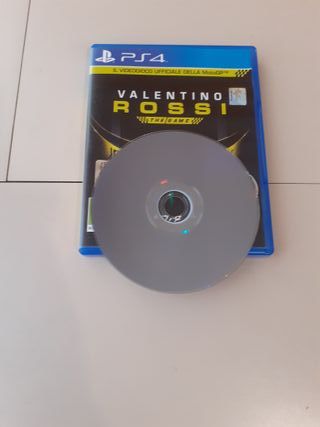 PS4
IL VIDEOGIOCO UFFICIALE DELLA MotoGP™
VALENTINO
ROSSI
THE GAME